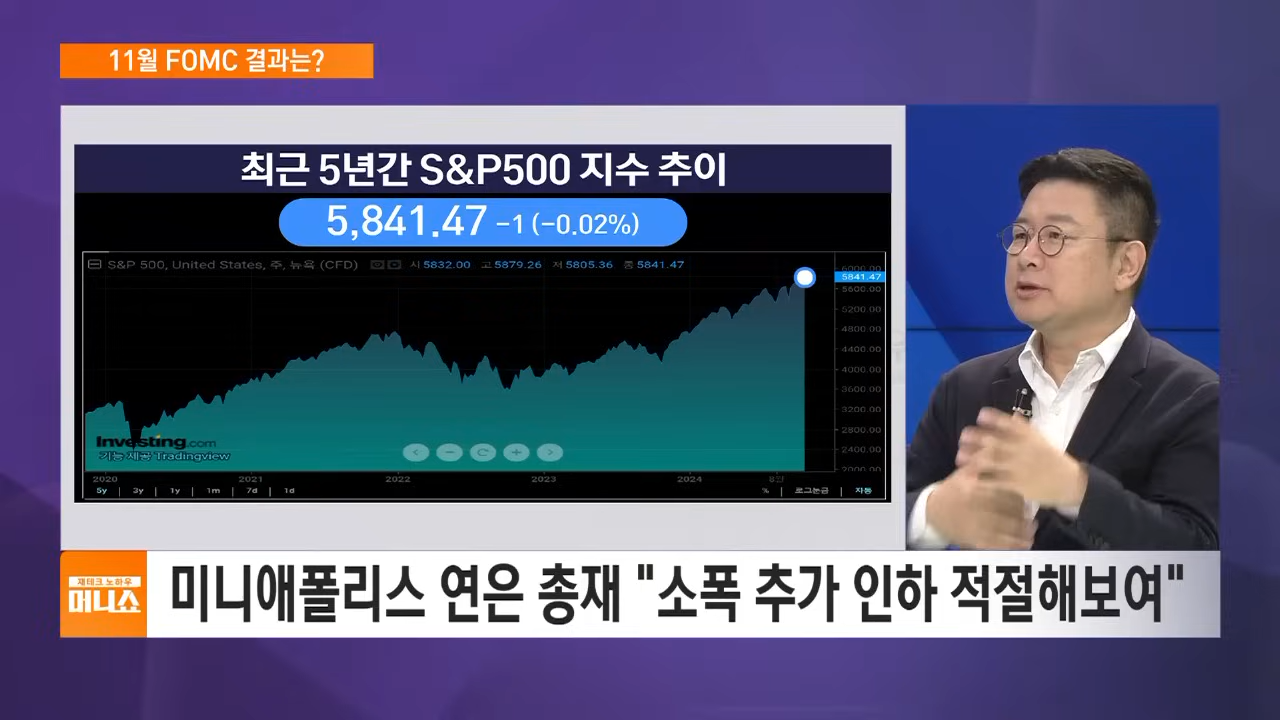 11월 FOMC 결과는?
최근 5년간 S&P500 지수 추이
5,841.47 -1 (-0.02%)
S&P 500, United States, 주, 뉴욕 (CFD) 시 5832.00 고 5879.26 저 5805.36 종 5841.47
6000.00
5841.47
5600.00
5200.00
4800.00
4400.00
4000.00
3600.00
3200.00
2800.00
2400.00
2000.00
Investing.com
기능 제공 Tradingview
2020 2021 2022 2023 2024 8월
5y | 3y | 1y | 1m | 7d | 1d % | 로그눈금 | 자동
재테크 노하우
머니쇼
미니애폴리스 연은 총재 "소폭 추가 인하 적절해보여"